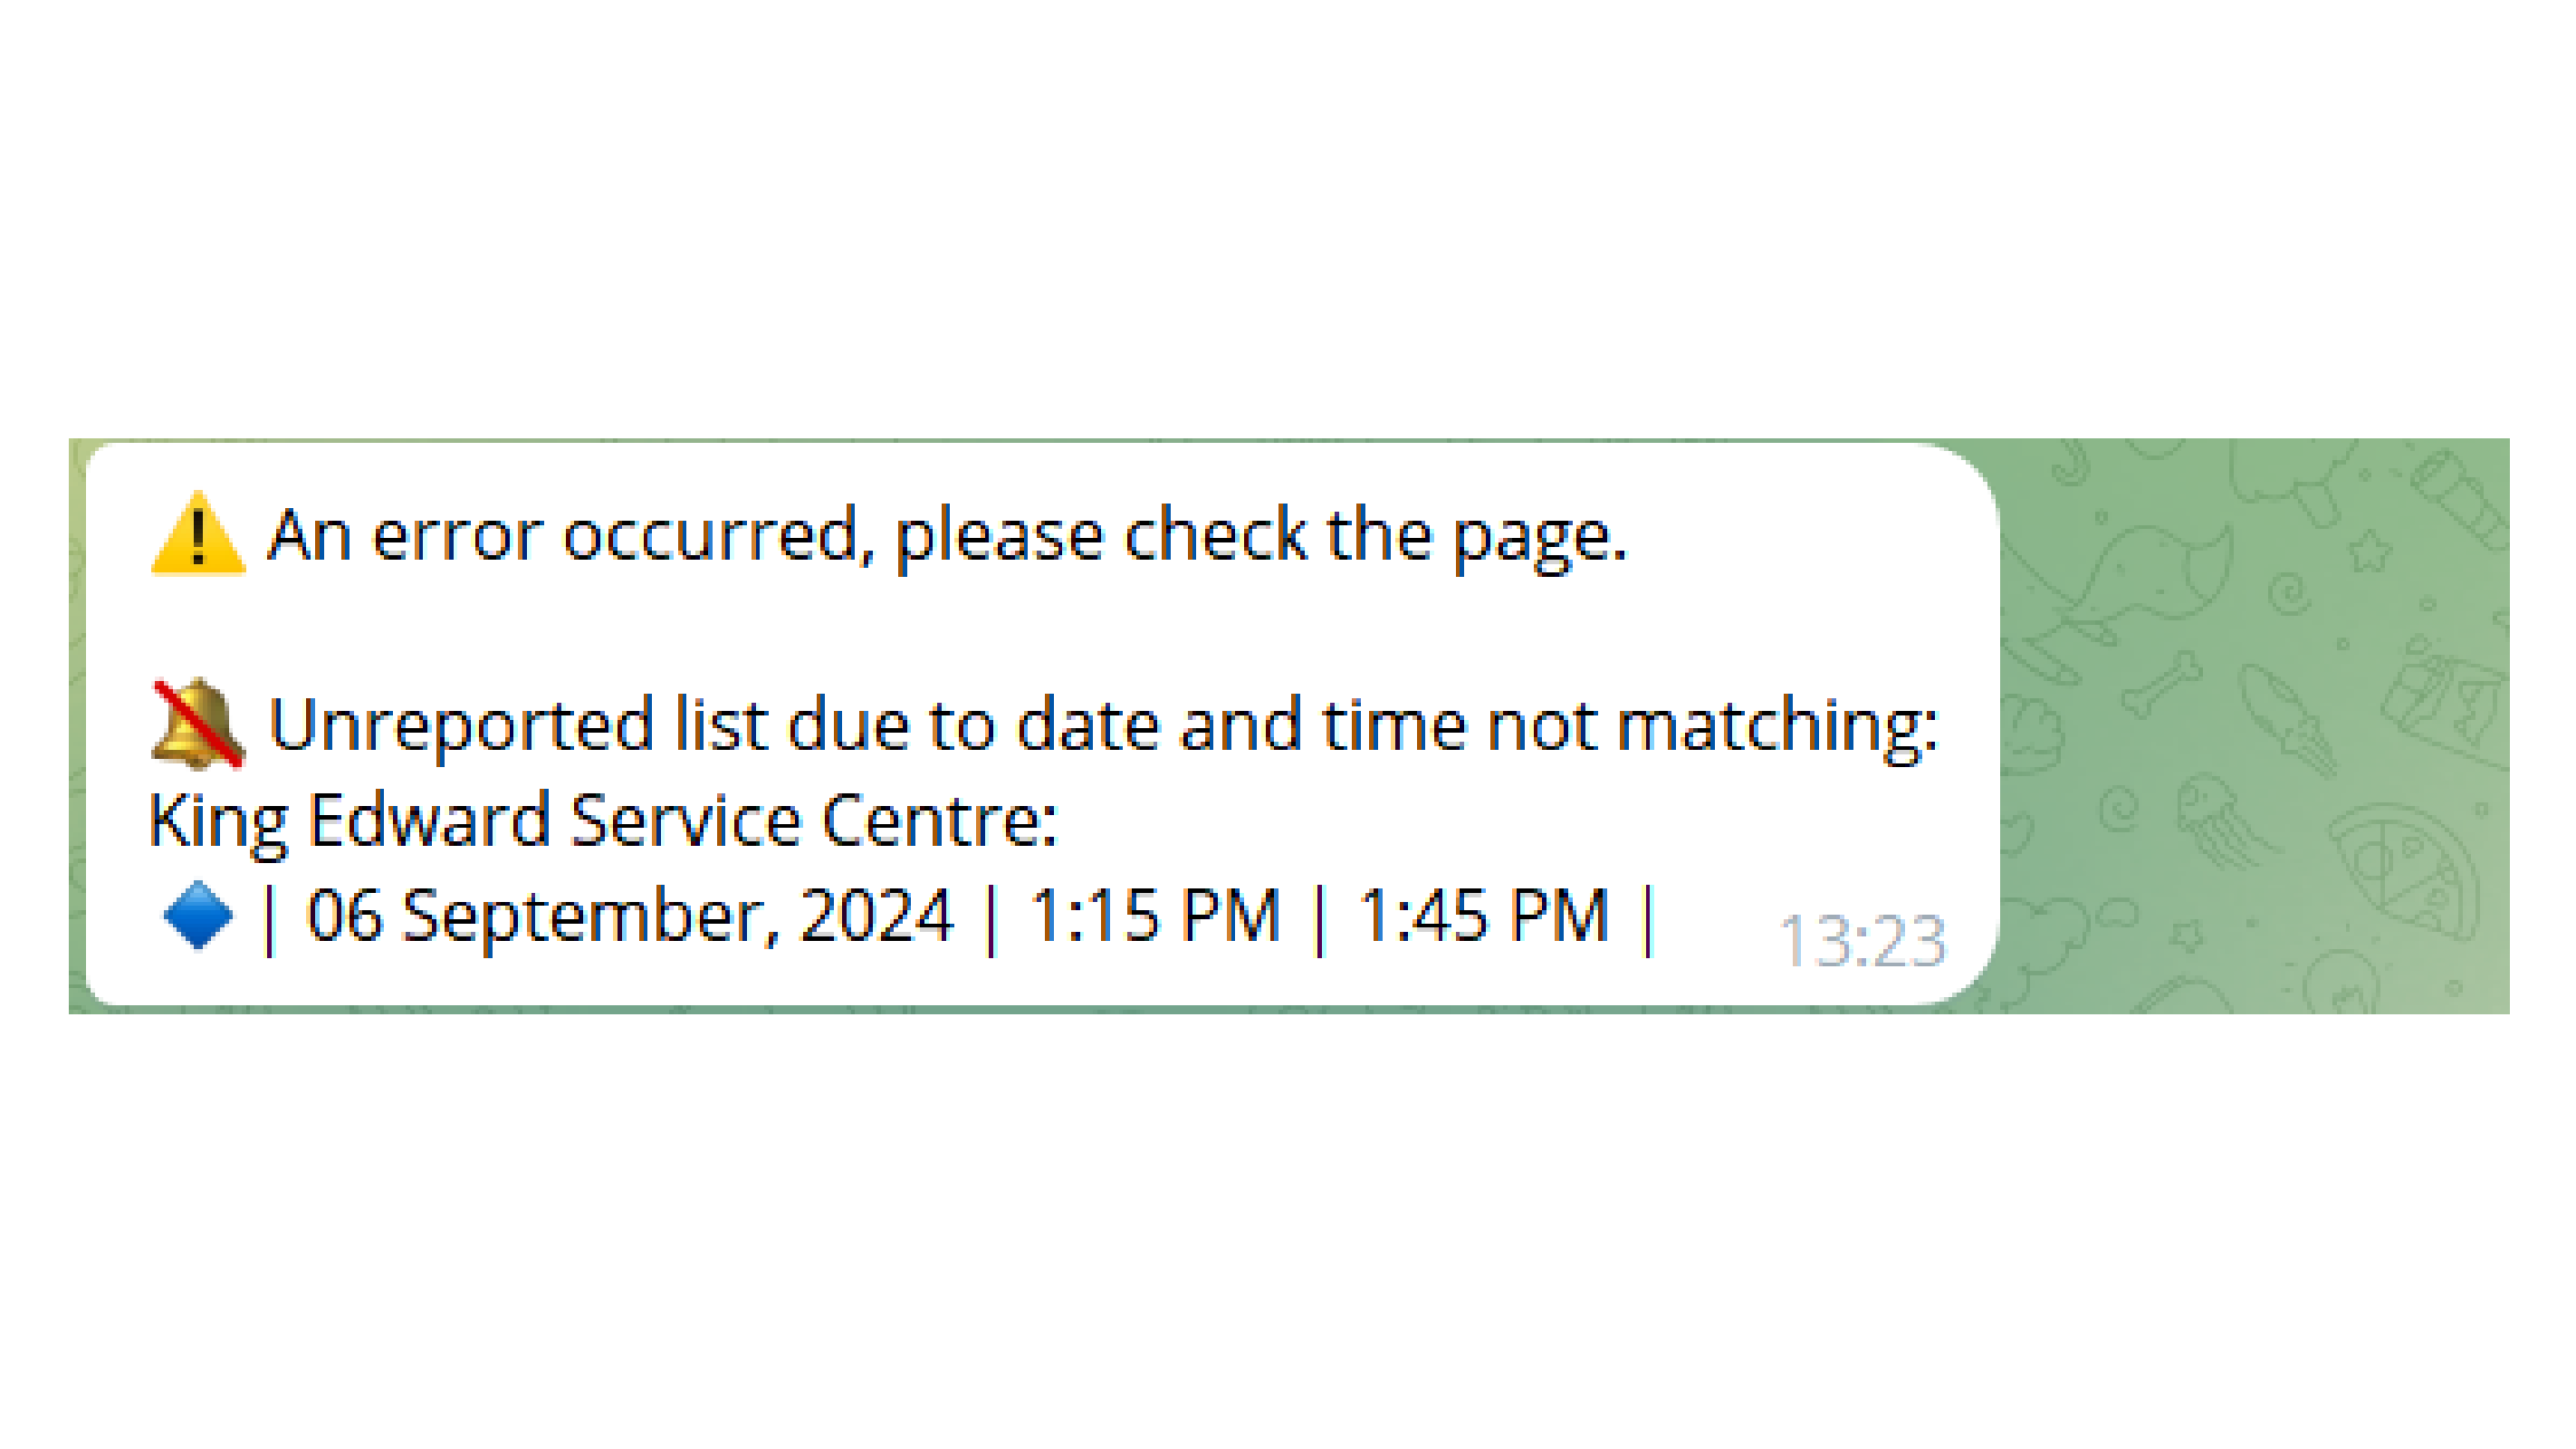 ⚠️ An error occurred, please check the page.
🔕 Unreported list due to date and time not matching:
King Edward Service Centre:
🔷 | 06 September, 2024 | 1:15 PM | 1:45 PM |
13:23